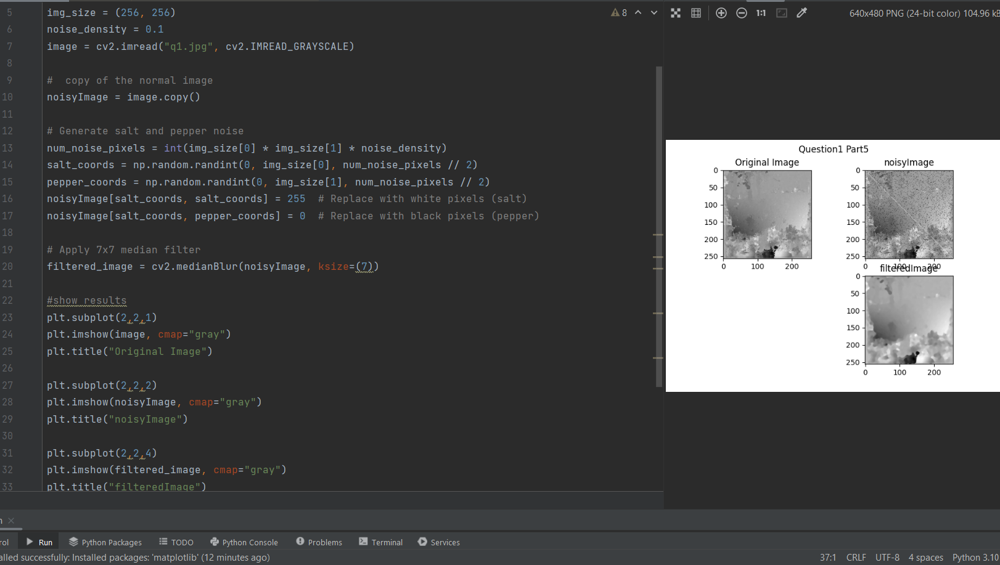 5 img_size = (256, 256)
6 noise_density = 0.1
7 image = cv2.imread("q1.jpg", cv2.IMREAD_GRAYSCALE)
8
9 #  copy of the normal image
10 noisyImage = image.copy()
11
12 # Generate salt and pepper noise
13 num_noise_pixels = int(img_size[0] * img_size[1] * noise_density)
14 salt_coords = np.random.randint(0, img_size[0], num_noise_pixels // 2)
15 pepper_coords = np.random.randint(0, img_size[1], num_noise_pixels // 2)
16 noisyImage[salt_coords, salt_coords] = 255  # Replace with white pixels (salt)
17 noisyImage[salt_coords, pepper_coords] = 0  # Replace with black pixels (pepper)
18
19 # Apply 7x7 median filter
20 filtered_image = cv2.medianBlur(noisyImage, ksize=(7))
21
22 #show results
23 plt.subplot(2,2,1)
24 plt.imshow(image, cmap="gray")
25 plt.title("Original Image")
26
27 plt.subplot(2,2,2)
28 plt.imshow(noisyImage, cmap="gray")
29 plt.title("noisyImage")
30
31 plt.subplot(2,2,4)
32 plt.imshow(filtered_image, cmap="gray")
33 plt.title("filteredImage")
8
1:1
640x480 PNG (24-bit color) 104.96 kB
Question1 Part5
Original Image
0
50
100
150
200
250
0 100 200
noisyImage
0
50
100
150
200
250
0 100 200
filteredImage
0
50
100
150
200
250
0 100 200
n
rol Run Python Packages TODO Python Console Problems Terminal Services
alled successfully: Installed packages: 'matplotlib' (12 minutes ago)
37:1 CRLF UTF-8 4 spaces Python 3.10